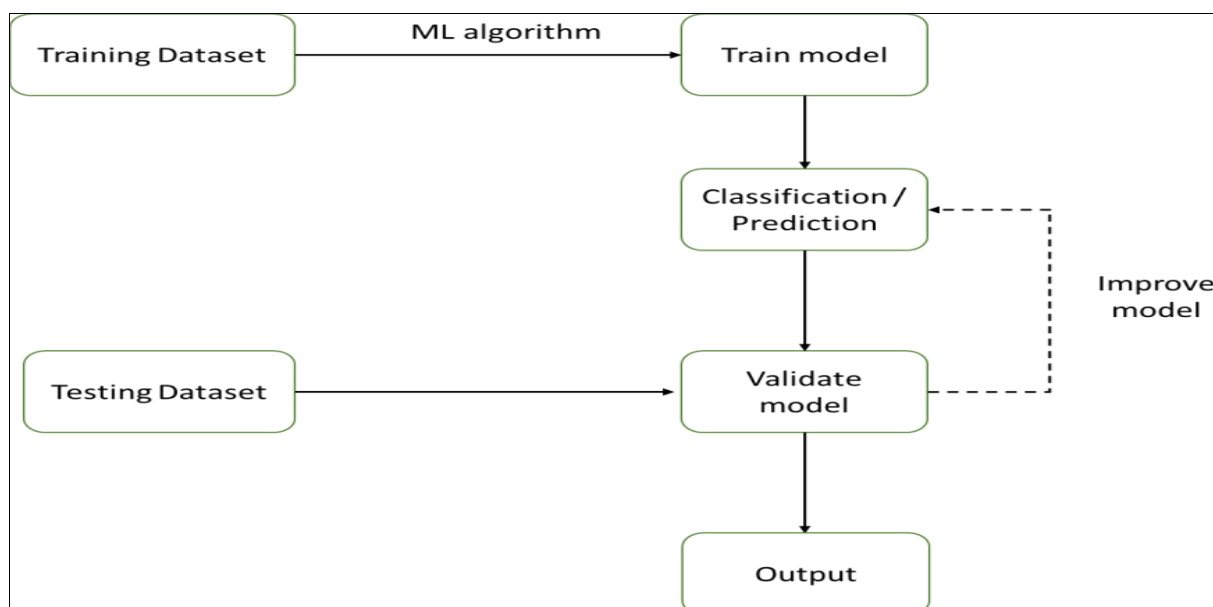 Training Dataset
ML algorithm
Train model
Classification /
Prediction
Improve
model
Testing Dataset
Validate
model
Output